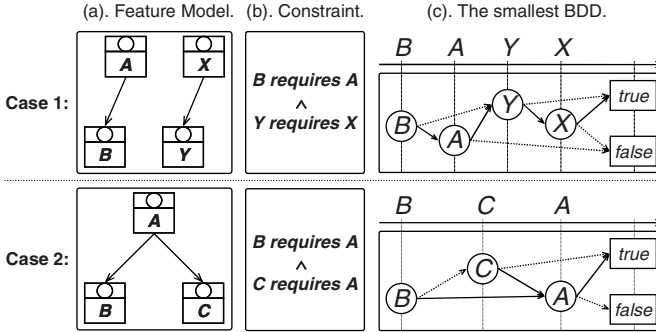 (a). Feature Model. (b). Constraint. (c). The smallest BDD.
Case 1:
A X
B Y
B requires A
∧
Y requires X
B A Y X
B A Y X
true
false
Case 2:
A
B C
B requires A
∧
C requires A
B C A
B C A
true
false